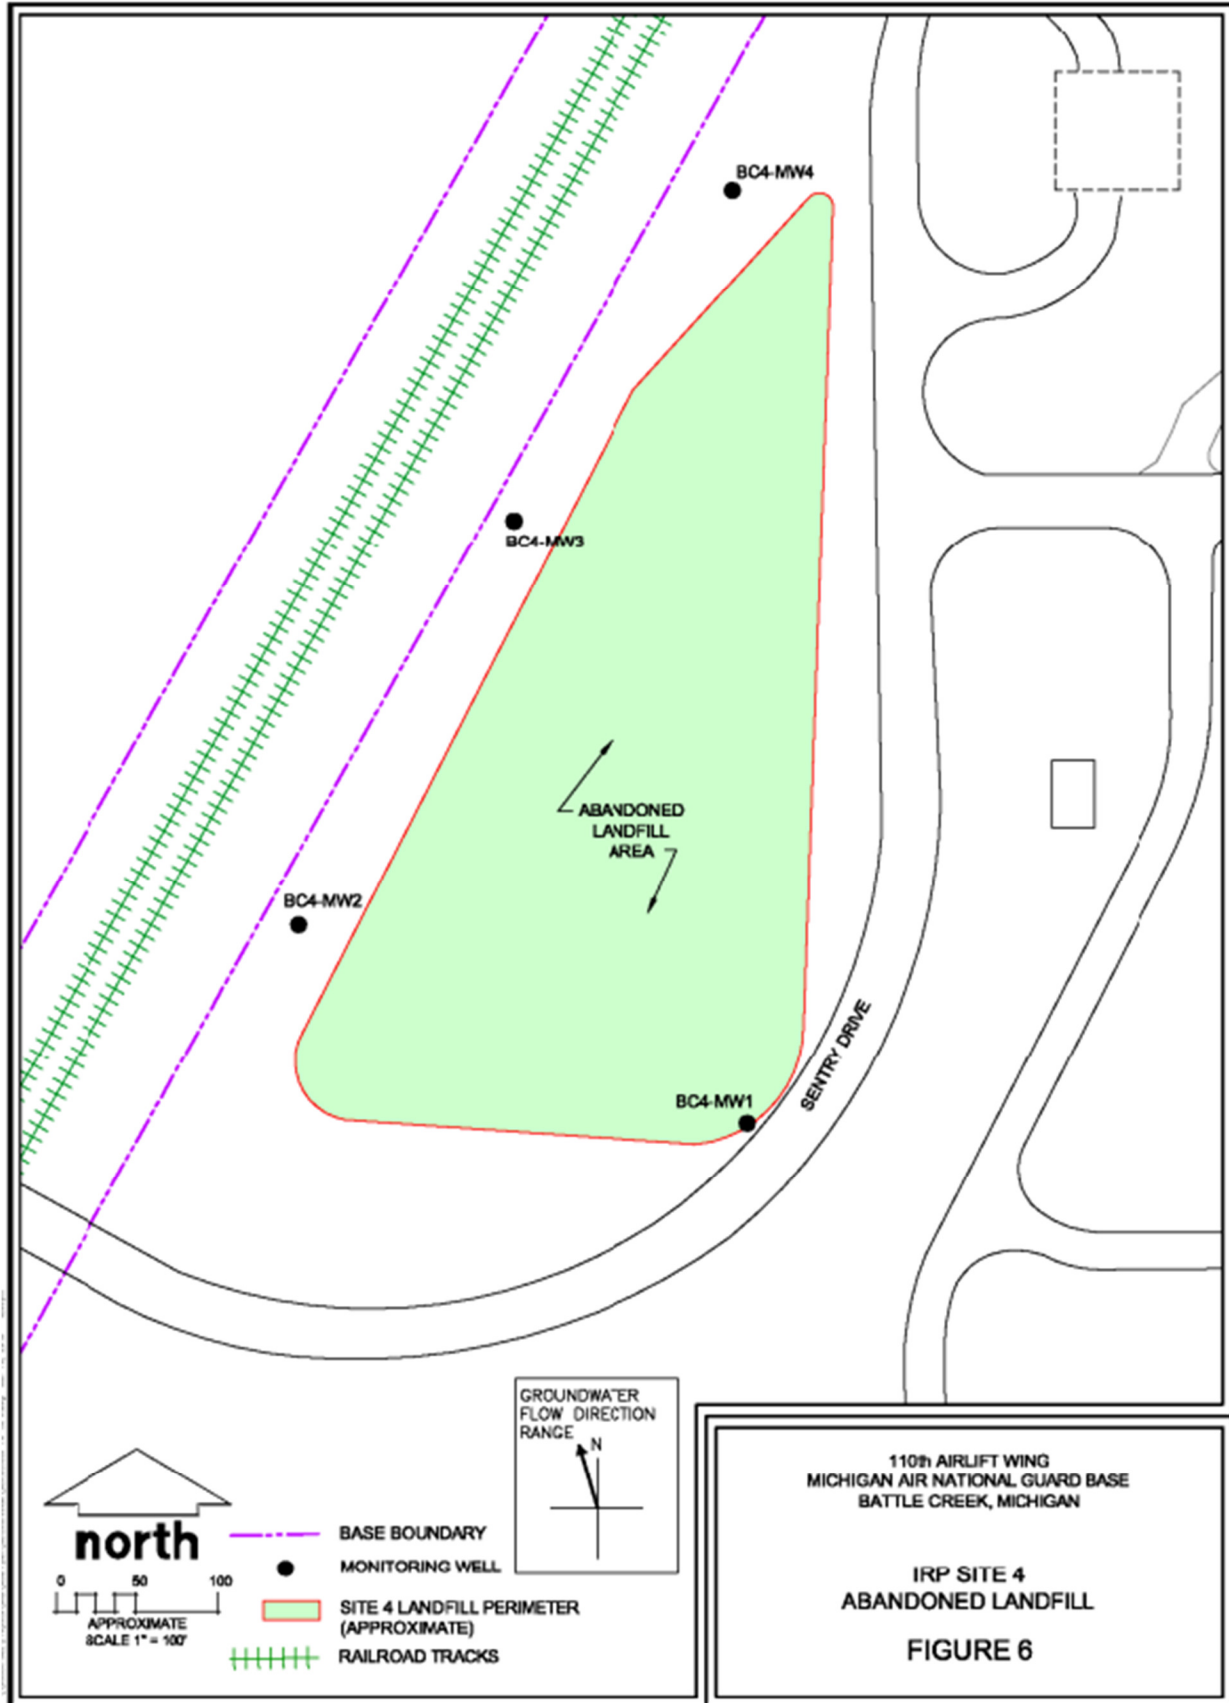 BC4-MW4
BC4-MW3
ABANDONED
LANDFILL
AREA
BC4-MW2
SENTRY DRIVE
BC4-MW1
GROUNDWATER
FLOW DIRECTION
RANGE
N
north
0 50 100
APPROXIMATE
SCALE 1" = 100'
BASE BOUNDARY
MONITORING WELL
SITE 4 LANDFILL PERIMETER
(APPROXIMATE)
RAILROAD TRACKS
110th AIRLIFT WING
MICHIGAN AIR NATIONAL GUARD BASE
BATTLE CREEK, MICHIGAN
IRP SITE 4
ABANDONED LANDFILL
FIGURE 6